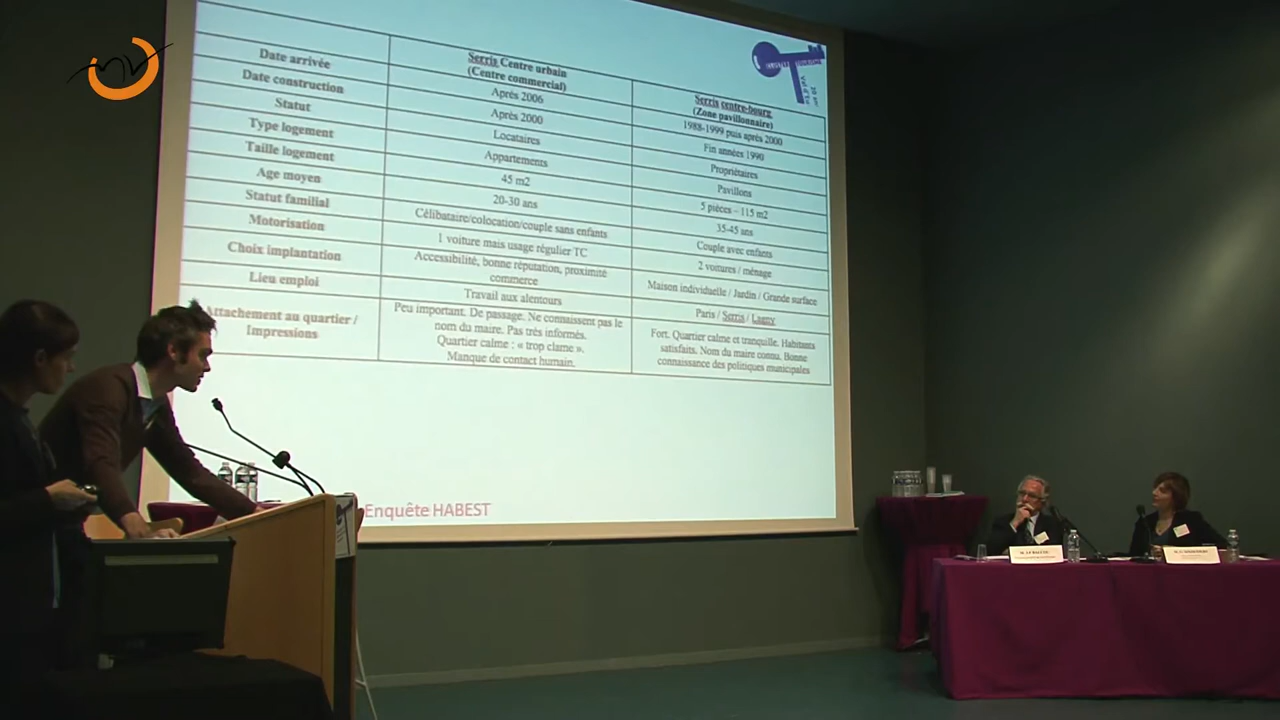 Serris Centre urbain
(Centre commercial)
Serris centre-bourg
(Zone pavillonnaire)
Date arrivée
Après 2006
1988-1999 puis après 2000
Date construction
Après 2000
Fin années 1990
Statut
Locataires
Propriétaires
Type logement
Appartements
Pavillons
Taille logement
45 m2
5 pièces – 115 m2
Age moyen
20-30 ans
35-45 ans
Statut familial
Célibataire/colocation/couple sans enfants
Couple avec enfants
Motorisation
1 voiture mais usage régulier TC
2 voitures / ménage
Choix implantation
Accessibilité, bonne réputation, proximité
commerce
Maison individuelle / Jardin / Grande surface
Lieu emploi
Travail aux alentours
Paris / Serris / Lagny
Attachement au quartier /
Impressions
Peu important. De passage. Ne connaissent pas le
nom du maire. Pas très informés.
Quartier calme : « trop clame ».
Manque de contact humain.
Fort. Quartier calme et tranquille. Habitants
satisfaits. Nom du maire connu. Bonne
connaissance des politiques municipales
Enquête HABEST